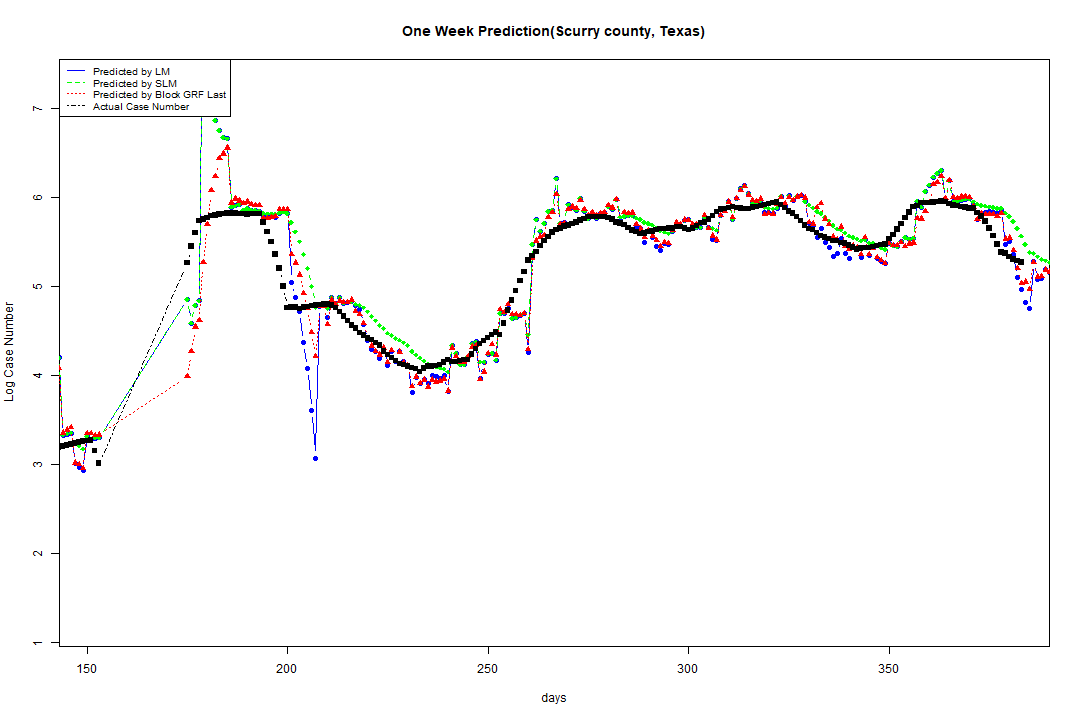 One Week Prediction(Scurry county, Texas)
Predicted by LM
Predicted by SLM
Predicted by Block GRF Last
Actual Case Number
7
6
5
4
3
2
1
Log Case Number
150 200 250 300 350
days